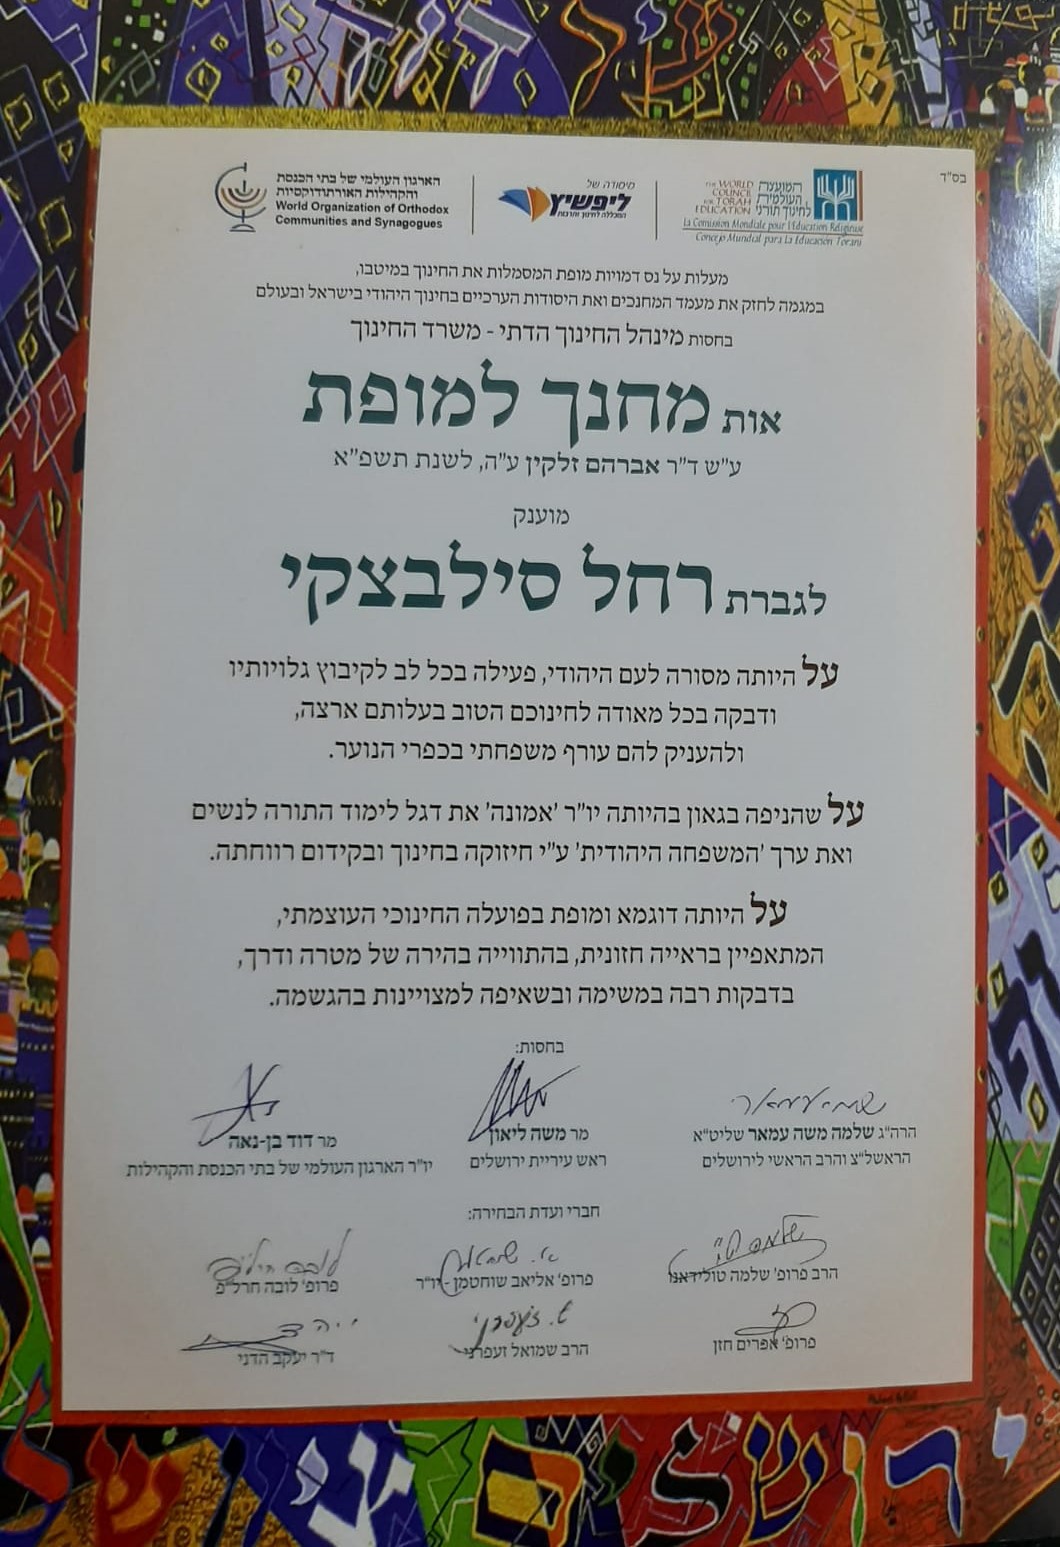 בס"ד
המועצה
העולמית
לחינוך תורני
THE WORLD
COUNCIL
FOR TORAH
EDUCATION
La Comission Mondiale pour l'Education Religieuse
Concejo Mundial para La Educación Torani
מיסודה של
ליפשיץ
המכללה לחינוך ותרבות
הארגון העולמי של בתי הכנסת
והקהילות האורתודוקסיות
World Organization of Orthodox
Communities and Synagogues
מעלות על נס דמויות מופת המסמלות את החינוך במיטבו,
במגמה לחזק את מעמד המחנכים ואת היסודות הערכיים בחינוך היהודי בישראל ובעולם
בחסות מינהל החינוך הדתי - משרד החינוך
אות מחנך למופת
ע"ש ד"ר אברהם זלקין ע"ה, לשנת תשפ"א
מוענק
לגברת רחל סילבצקי
על היותה מסורה לעם היהודי, פעילה בכל לב לקיבוץ גלויותיו
ודבקה בכל מאודה לחינוכם הטוב בעלותם ארצה,
ולהעניק להם עורף משפחתי בכפרי הנוער.
על שהניפה בגאון בהיותה יו"ר 'אמונה' את דגל לימוד התורה לנשים
ואת ערך 'המשפחה היהודית' ע"י חיזוקה בחינוך ובקידום רווחתה.
על היותה דוגמא ומופת בפועלה החינוכי העוצמתי,
המתאפיין בראייה חזונית, בהתווייה בהירה של מטרה ודרך,
בדבקות רבה במשימה ובשאיפה למצויינות בהגשמה.
בחסות:
הרה"ג שלמה משה עמאר שליט"א
הראשל"צ והרב הראשי לירושלים
מר משה ליאון
ראש עיריית ירושלים
מר דוד בן-נאה
יו"ר הארגון העולמי של בתי הכנסת והקהילות
חברי ועדת הבחירה:
הרב פרופ' שלמה טולידאנו
פרופ' אליאב שוחטמן - יו"ר
פרופ' לובה חרל"פ
פרופ' אפרים חזן
הרב שמואל זעפרני
ד"ר יעקב הדני
ירושלים